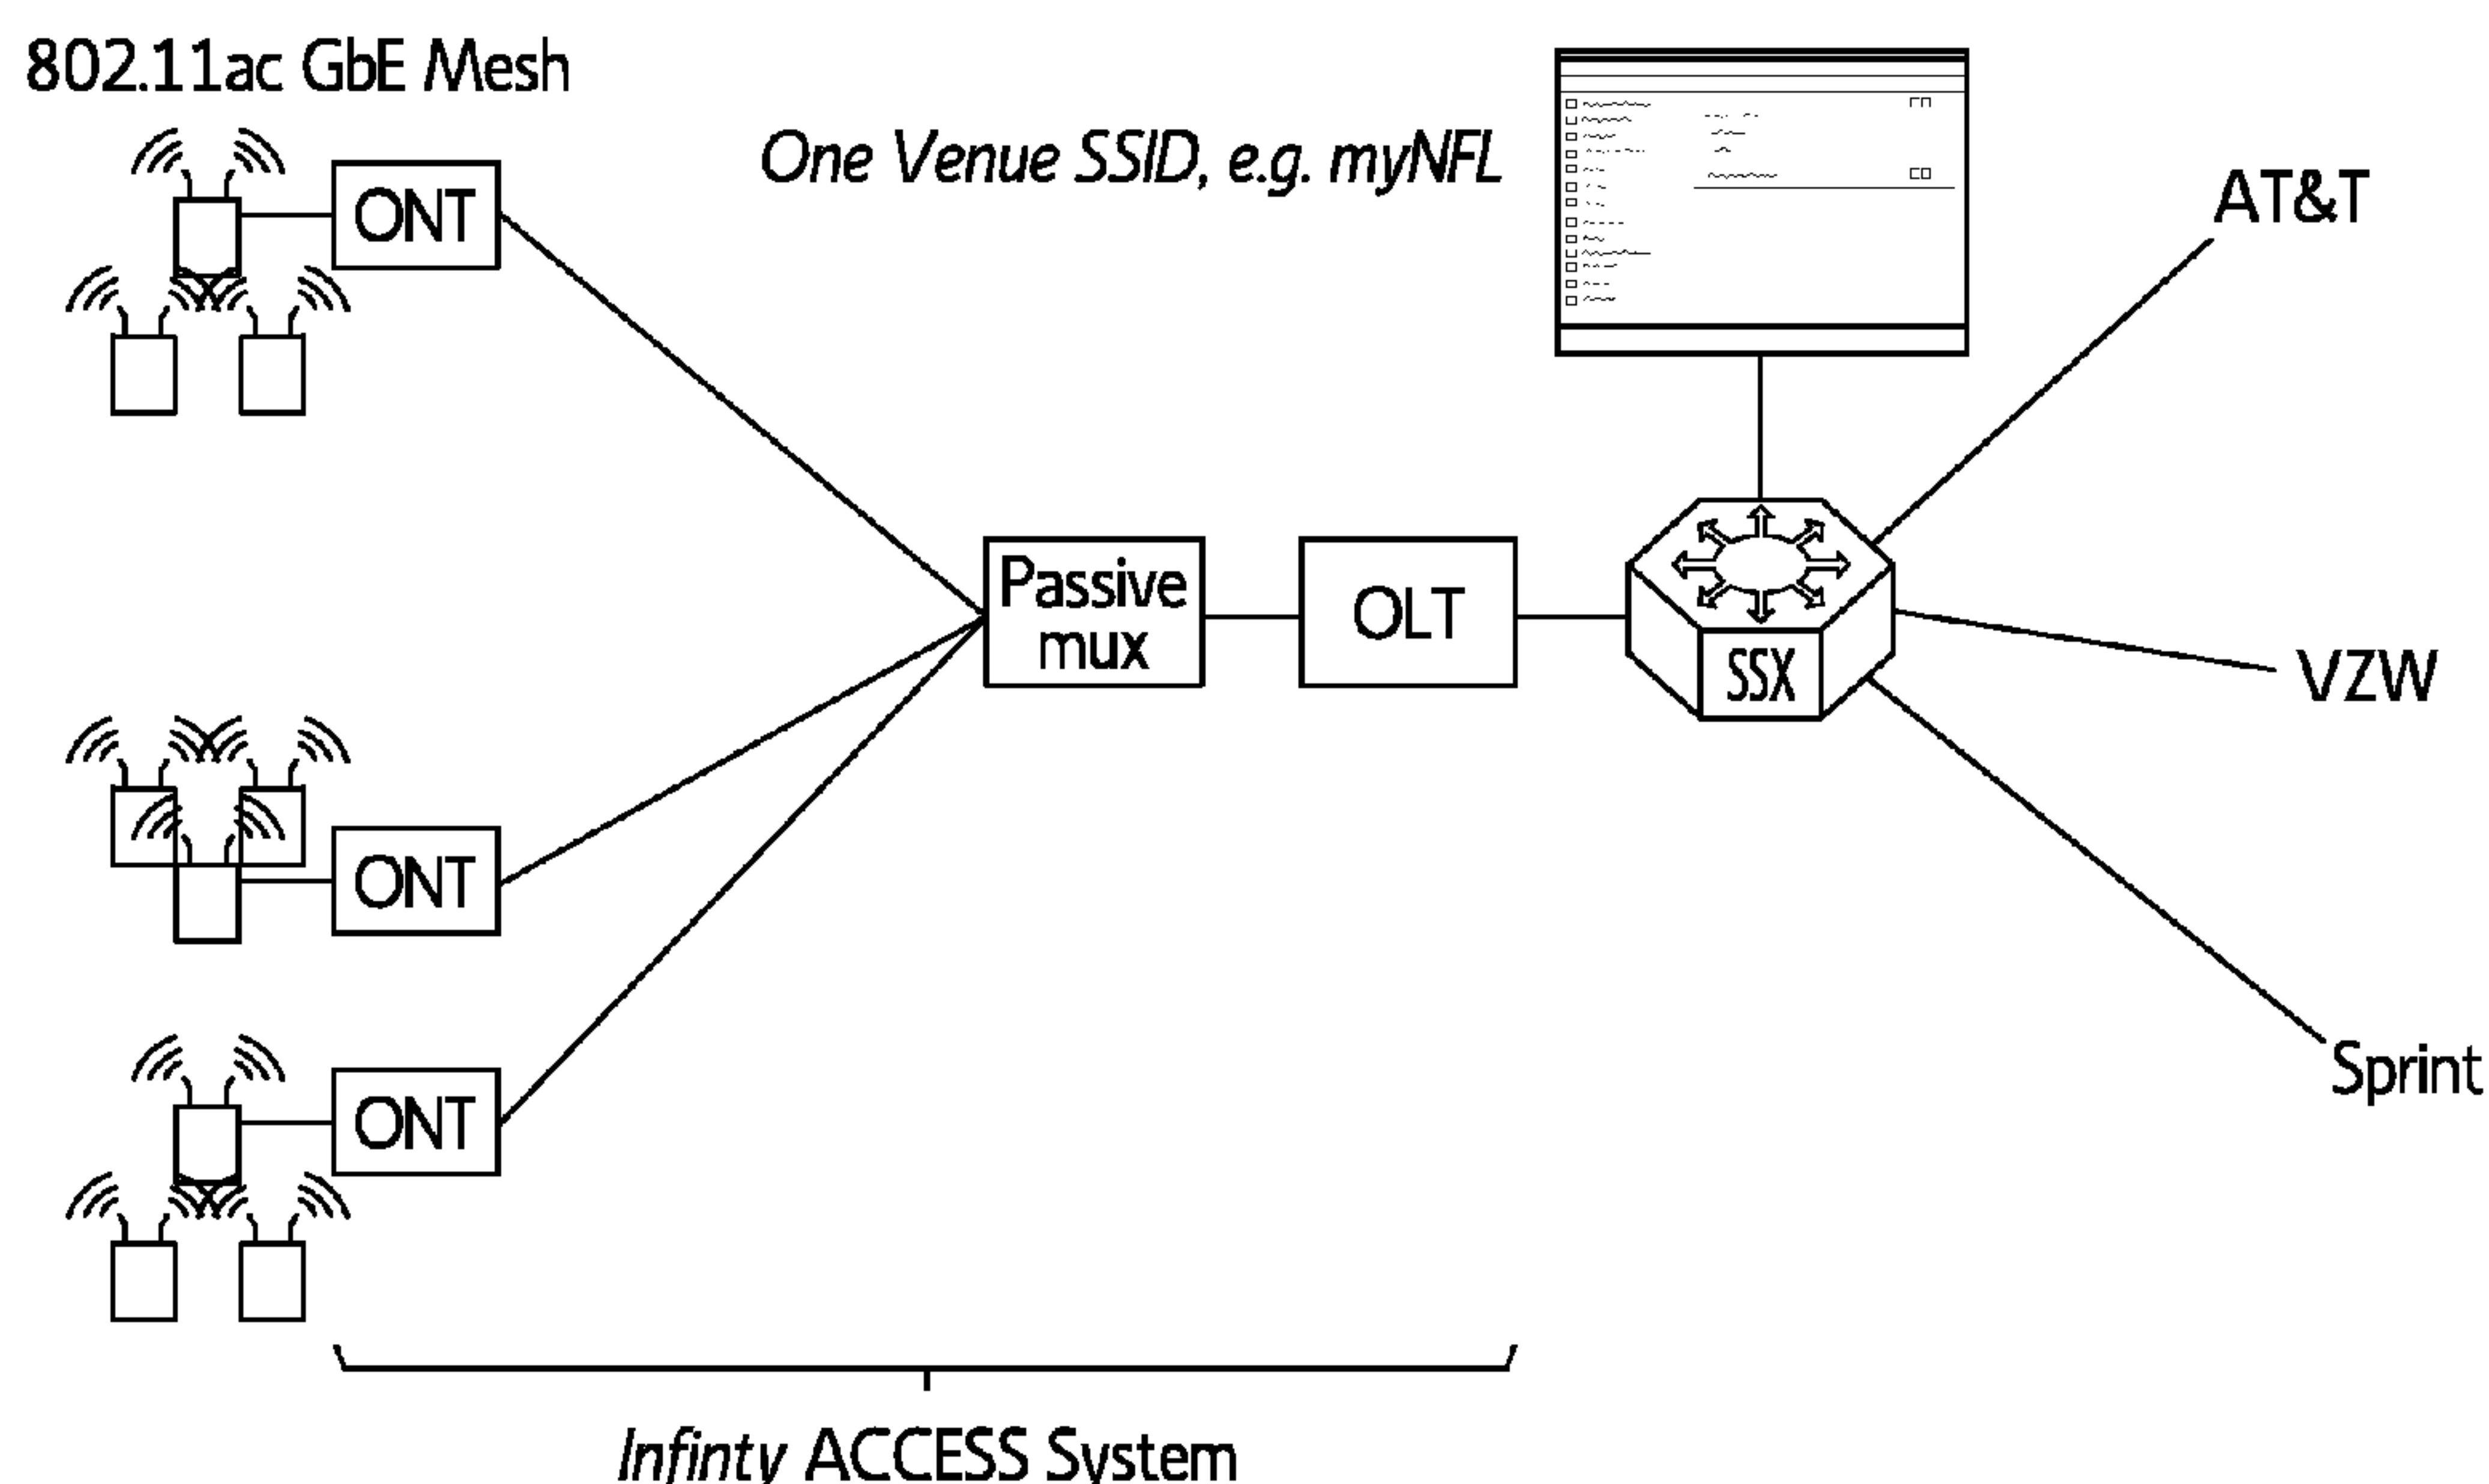 802.11ac GbE Mesh
One Venue SSID, e.g. myNFL
ONT
AT&T
Passive
mux
OLT
SSX
VZW
ONT
ONT
Sprint
Infinty ACCESS System